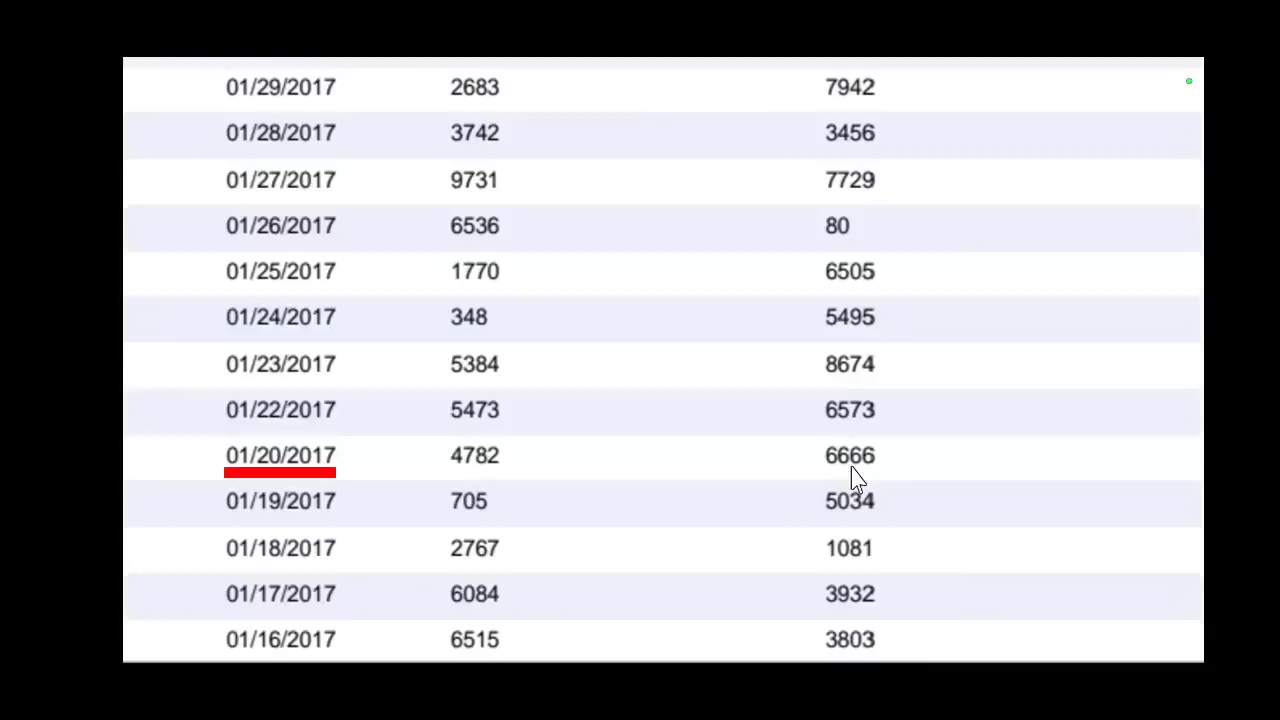 01/29/2017 2683 7942
01/28/2017 3742 3456
01/27/2017 9731 7729
01/26/2017 6536 80
01/25/2017 1770 6505
01/24/2017 348 5495
01/23/2017 5384 8674
01/22/2017 5473 6573
01/20/2017 4782 6666
01/19/2017 705 5034
01/18/2017 2767 1081
01/17/2017 6084 3932
01/16/2017 6515 3803